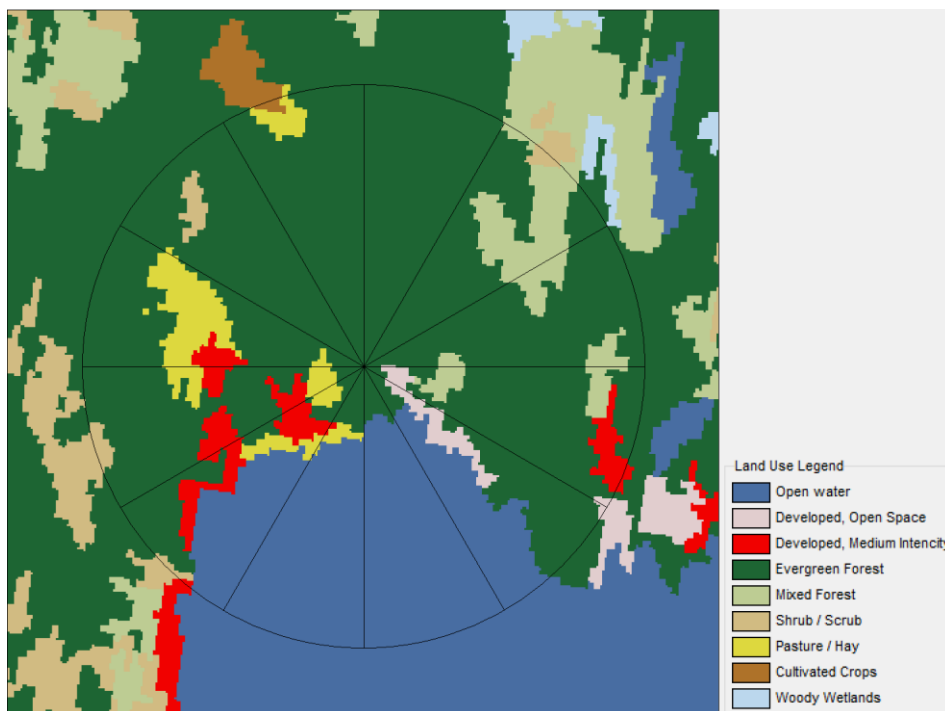 Land Use Legend
Open water
Developed, Open Space
Developed, Medium Intencity
Evergreen Forest
Mixed Forest
Shrub / Scrub
Pasture / Hay
Cultivated Crops
Woody Wetlands